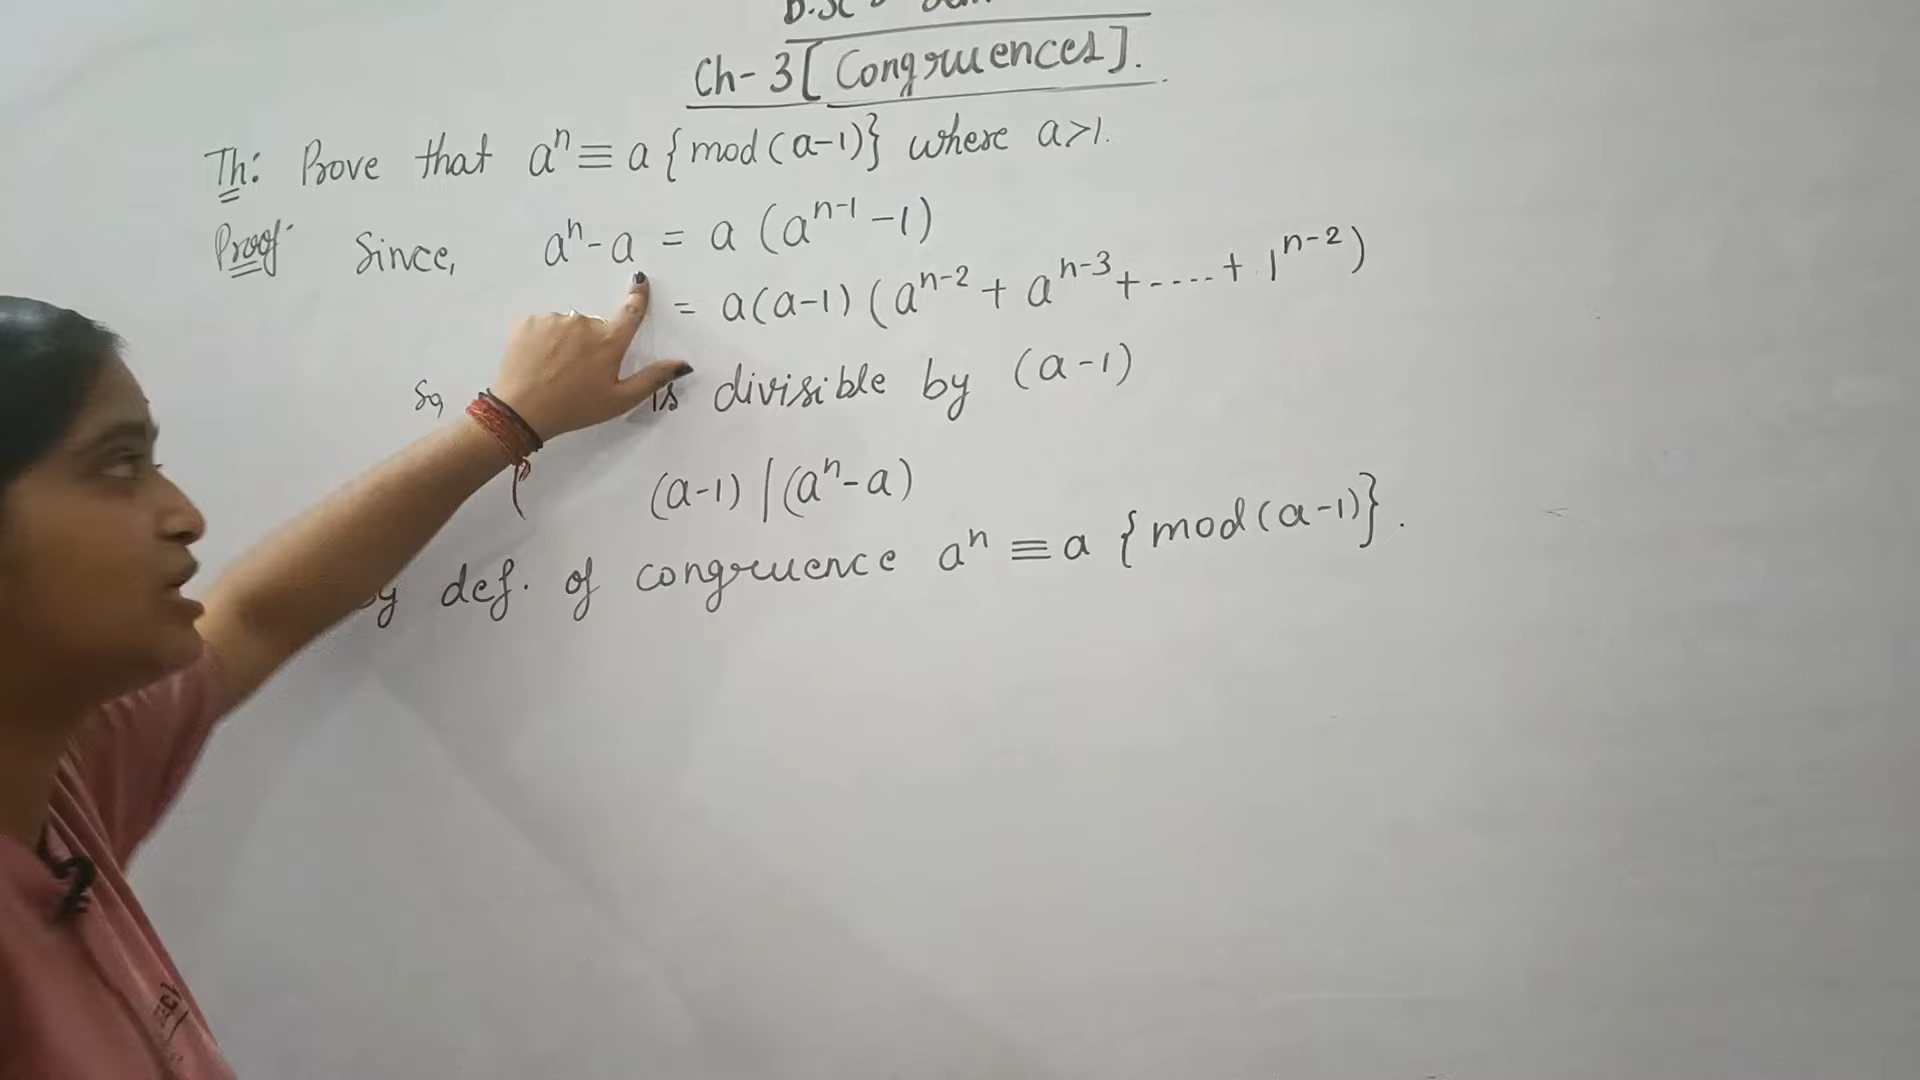 Ch-3 [Congruences].
Th: Prove that aⁿ ≡ a {mod (a-1)} where a>1.
Proof Since, aⁿ-a = a (aⁿ⁻¹ -1)
= a(a-1) (aⁿ⁻² + aⁿ⁻³ + ..... + 1ⁿ⁻²)
So, is divisible by (a-1)
(a-1) | (aⁿ-a)
def. of congruence aⁿ ≡ a {mod (a-1)}.